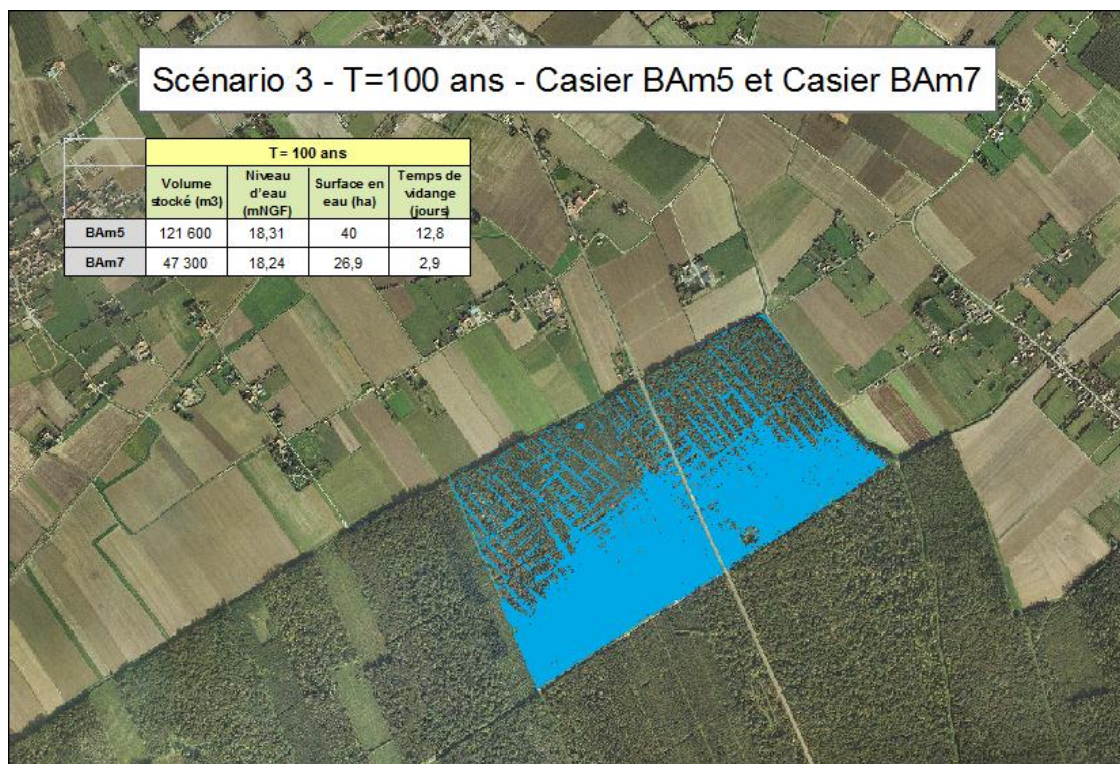 Scénario 3 - T=100 ans - Casier BAm5 et Casier BAm7
T= 100 ans
Volume stocké (m3) Niveau d'eau (mNGF) Surface en eau (ha) Temps de vidange (jours)
BAm5 121 600 18,31 40 12,8
BAm7 47 300 18,24 26,9 2,9